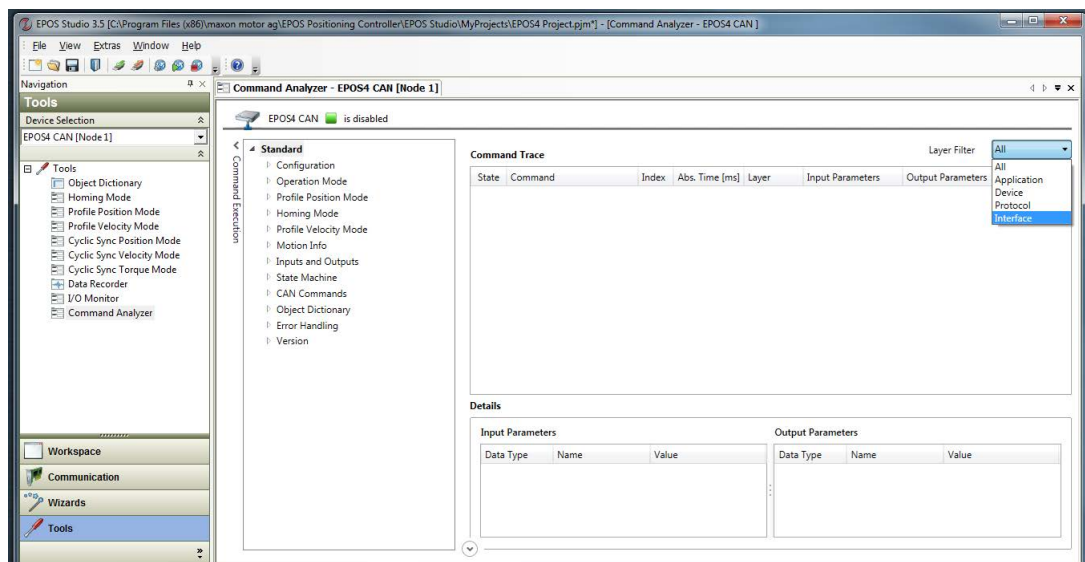 EPOS Studio 3.5 [C:\Program Files (x86)\maxon motor ag\EPOS Positioning Controller\EPOS Studio\MyProjects\EPOS4 Project.pjm*] - [Command Analyzer - EPOS4 CAN ]
File View Extras Window Help
Navigation
Tools
Device Selection
EPOS4 CAN [Node 1]
Tools
Object Dictionary
Homing Mode
Profile Position Mode
Profile Velocity Mode
Cyclic Sync Position Mode
Cyclic Sync Velocity Mode
Cyclic Sync Torque Mode
Data Recorder
I/O Monitor
Command Analyzer
Workspace
Communication
Wizards
Tools
Command Analyzer - EPOS4 CAN [Node 1]
EPOS4 CAN is disabled
Command Execution
Standard
Configuration
Operation Mode
Profile Position Mode
Homing Mode
Profile Velocity Mode
Motion Info
Inputs and Outputs
State Machine
CAN Commands
Object Dictionary
Error Handling
Version
Command Trace
Layer Filter All
State Command Index Abs. Time [ms] Layer Input Parameters Output Parameters
All
Application
Device
Protocol
Interface
Details
Input Parameters
Data Type Name Value
Output Parameters
Data Type Name Value